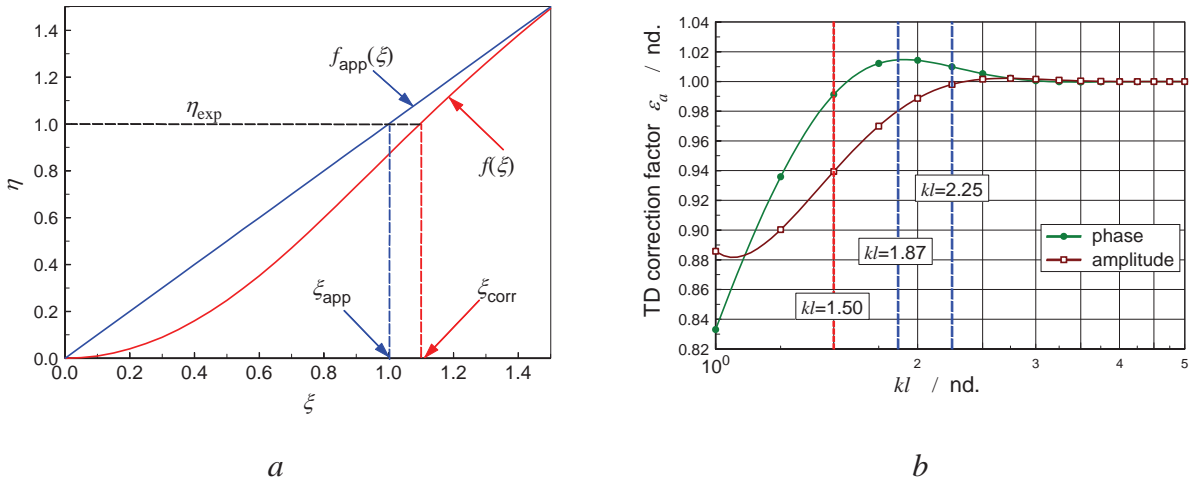 1.4
1.2
1.0
0.8
0.6
0.4
0.2
0.0
η
f_app(ξ)
η_exp
f(ξ)
ξ_app
ξ_corr
0.0 0.2 0.4 0.6 0.8 1.0 1.2 1.4
ξ
a
TD correction factor ε_a / nd.
1.04
1.02
1.00
0.98
0.96
0.94
0.92
0.90
0.88
0.86
0.84
0.82
kl=2.25
kl=1.87
kl=1.50
phase
amplitude
10⁰ 2 3 4 5
kl / nd.
b